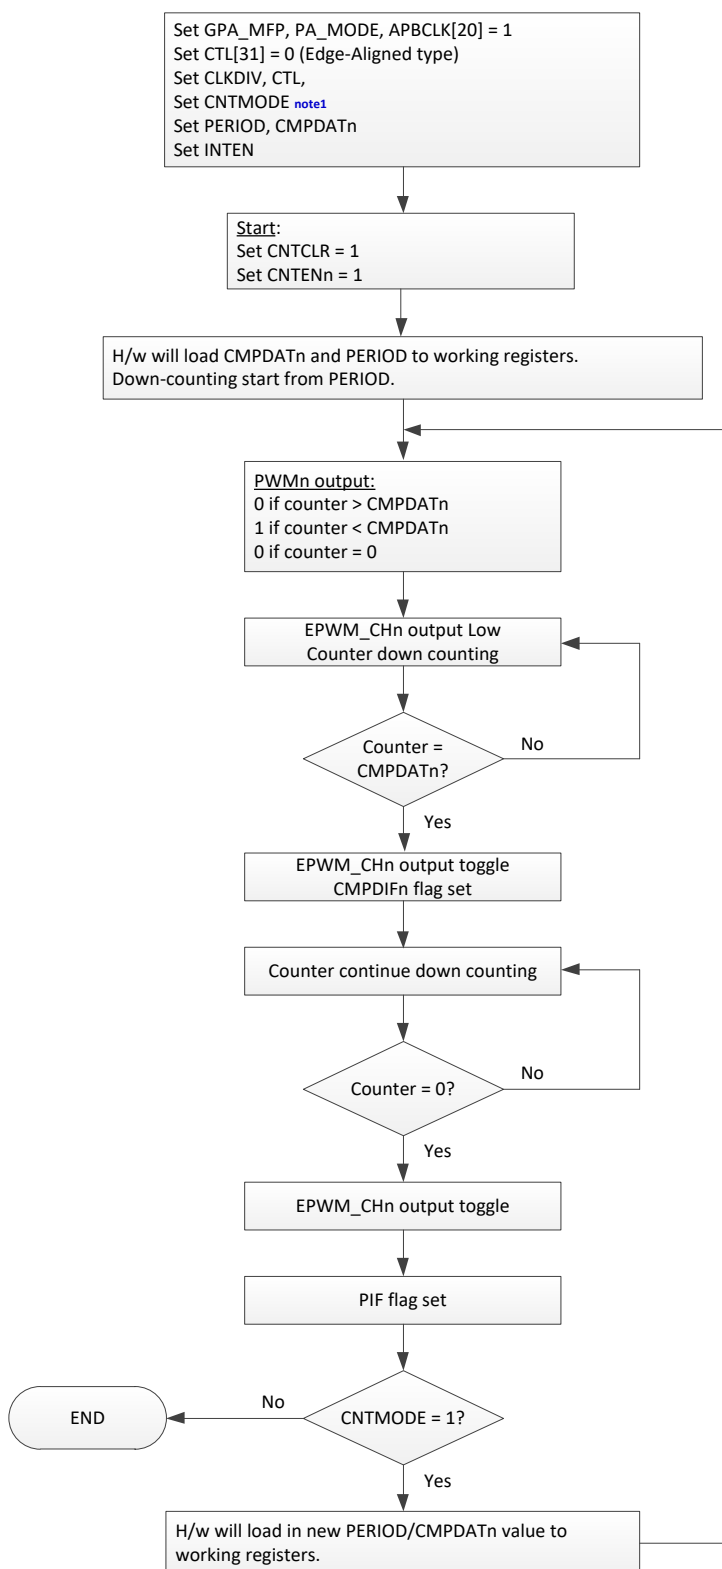 Set GPA_MFP, PA_MODE, APBCLK[20] = 1
Set CTL[31] = 0 (Edge-Aligned type)
Set CLKDIV, CTL,
Set CNTMODE note1
Set PERIOD, CMPDATn
Set INTEN
Start:
Set CNTCLR = 1
Set CNTENn = 1
H/w will load CMPDATn and PERIOD to working registers.
Down-counting start from PERIOD.
PWMn output:
0 if counter > CMPDATn
1 if counter < CMPDATn
0 if counter = 0
EPWM_CHn output Low
Counter down counting
Counter =
CMPDATn?
No
Yes
EPWM_CHn output toggle
CMPDIFn flag set
Counter continue down counting
Counter = 0?
No
Yes
EPWM_CHn output toggle
PIF flag set
CNTMODE = 1?
No
END
Yes
H/w will load in new PERIOD/CMPDATn value to
working registers.